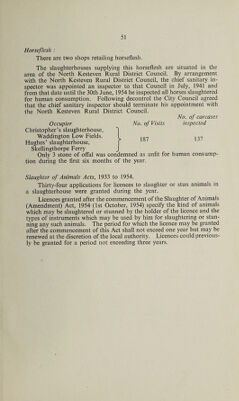 51
Horseflesh :
There are two shops retailing horseflesh.
The slaughterhouses supplying this horseflesh are situated in the
area of the North Kesteven Rural District Council. By arrangement
with the North Kesteven Rural District Council, the chief sanitary in-
spector was appointed an inspector to that Council in July, 1941 and
from that date until the 30th June, 1954 he inspected all horses slaughtered
for human consumption. Following decontrol the City Council agreed
that the chief sanitary inspector should terminate his appointment with
the North Kesteven Rural District Council.
No. of carcases
Occupier No. of Visits inspected
Christopher's slaughterhouse,
Waddington Low Fields.
187 137
Hughes' slaughterhouse,
Skellingthorpe Ferry
Only 3 stone of offal was condemned as unfit for human consump-
tion during the first six months of the year.
Slaughter of Animals Acts, 1933 to 1954.
Thirty-four applications for licences to slaughter or stun animals in
a slaughterhouse were granted during the year.
Licences granted after the commencement of the Slaughter of Animals
(Amendment) Act, 1954 (1st October, 1954) specify the kind of animals
which may be slaughtered or stunned by the holder of the licence and the
types of instruments which may be used by him for slaughtering or stun-
ning any such animals. The period for which the licence may be granted
after the commencement of this Act shall not exceed one year but may be
renewed at the discretion of the local authority. Licences could previous-
ly be granted for a period not exceeding three years.